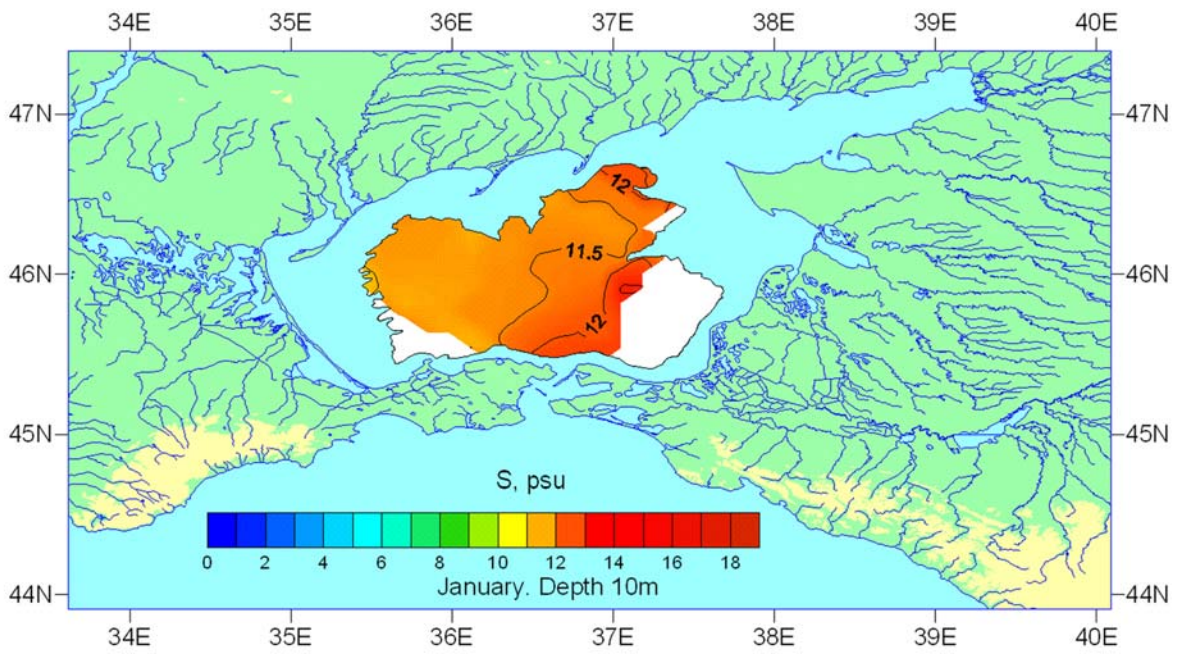 34E 35E 36E 37E 38E 39E 40E
47N 47N
12
11.5
46N 46N
12
45N 45N
S, psu
0 2 4 6 8 10 12 14 16 18
January. Depth 10m
44N 44N
34E 35E 36E 37E 38E 39E 40E